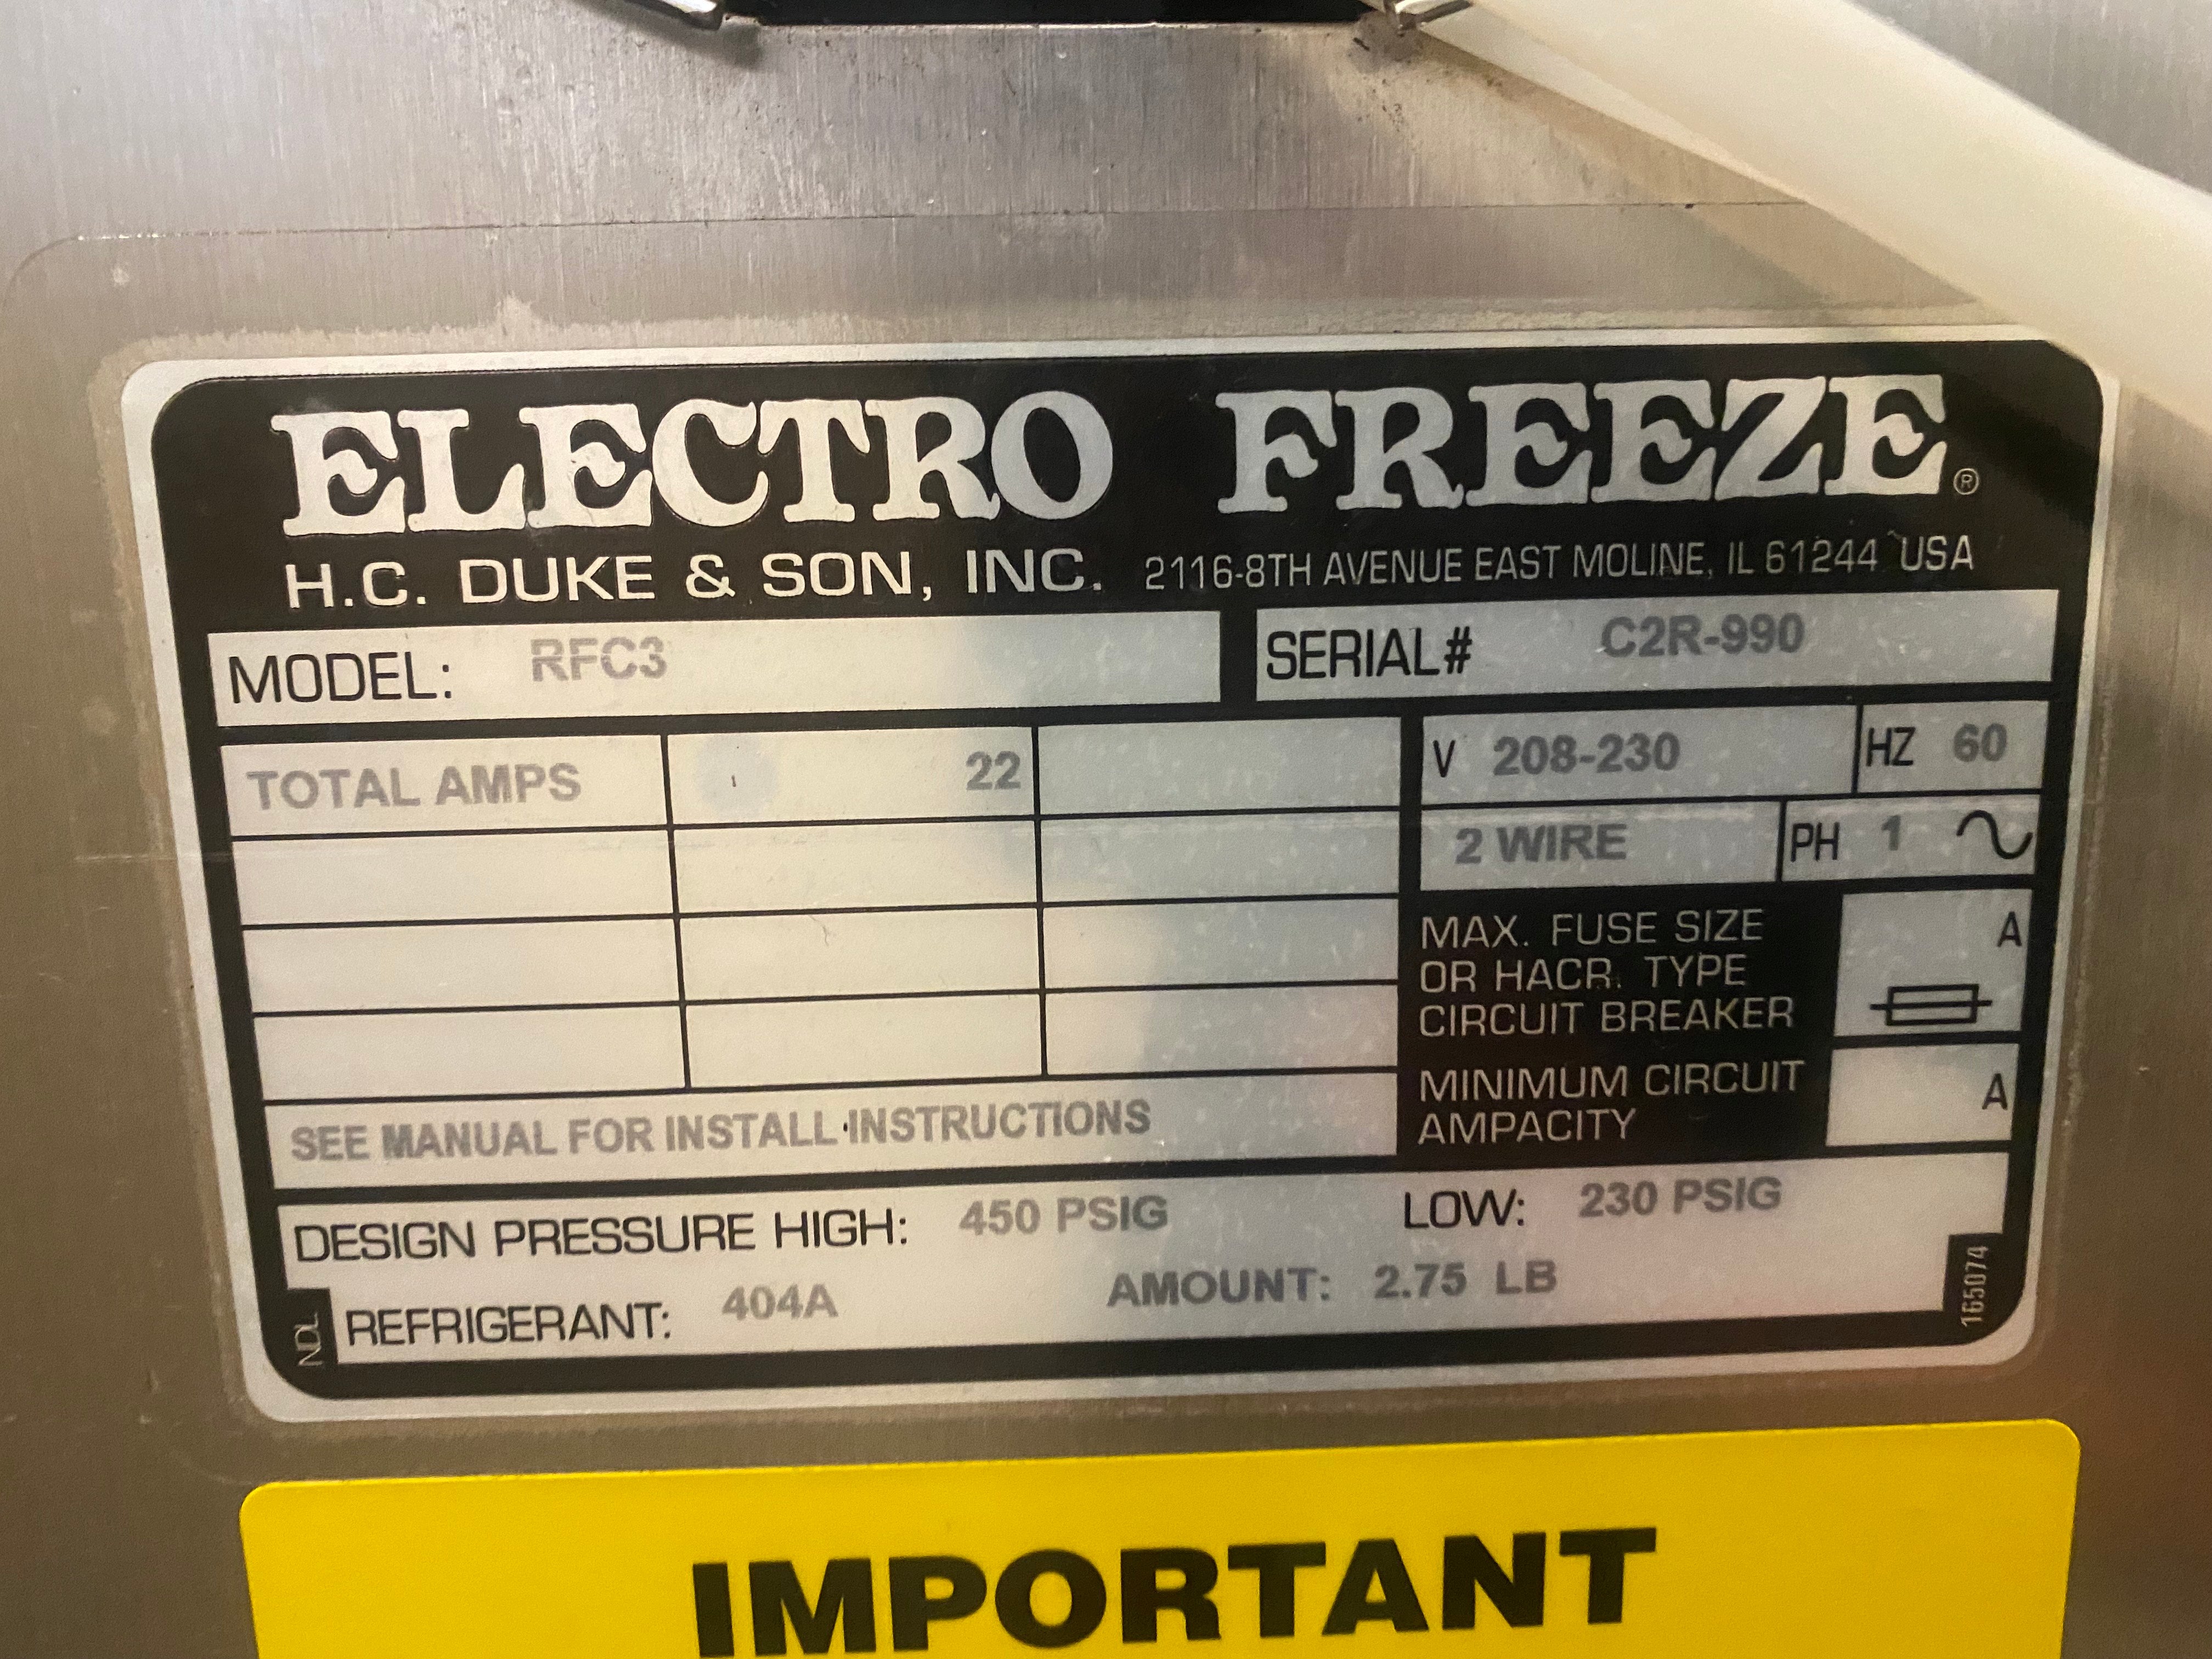 ELECTRO FREEZE®
H.C. DUKE & SON, INC. 2116-8TH AVENUE EAST MOLINE, IL 61244 USA
MODEL: RFC3
SERIAL# C2R-990
TOTAL AMPS 22
V 208-230 HZ 60
2 WIRE PH 1
MAX. FUSE SIZE
OR HACR. TYPE
CIRCUIT BREAKER
A
MINIMUM CIRCUIT
AMPACITY
A
SEE MANUAL FOR INSTALL INSTRUCTIONS
DESIGN PRESSURE HIGH: 450 PSIG LOW: 230 PSIG
REFRIGERANT: 404A AMOUNT: 2.75 LB
NDL
165074
IMPORTANT